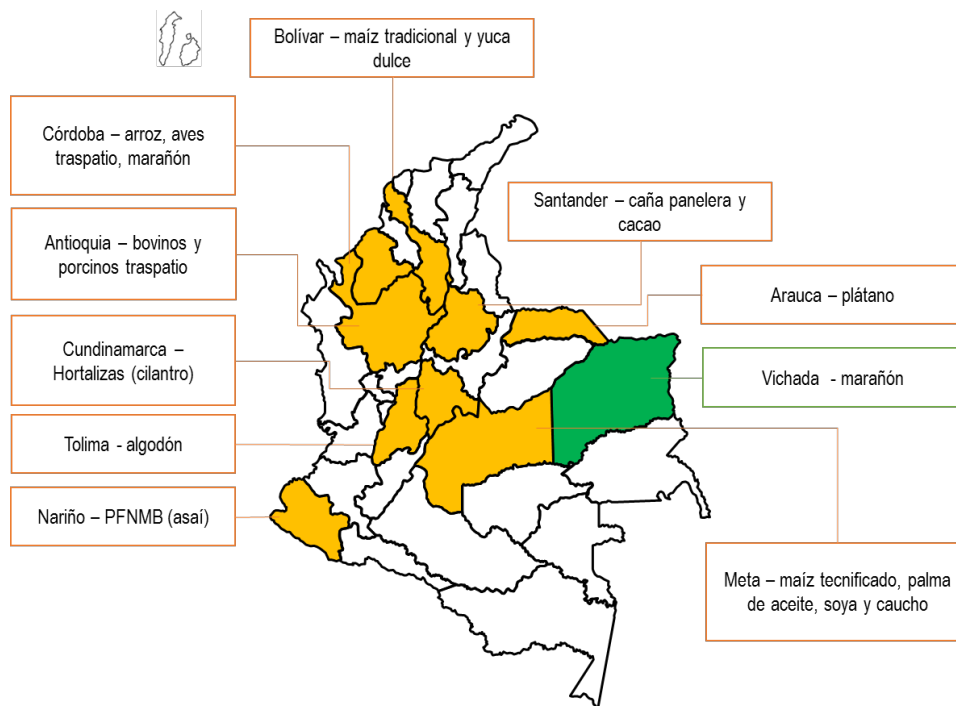 Bolívar – maíz tradicional y yuca
dulce
Córdoba – arroz, aves
traspatio, marañón
Santander – caña panelera y
cacao
Antioquia – bovinos y
porcinos traspatio
Arauca – plátano
Cundinamarca –
Hortalizas (cilantro)
Vichada - marañón
Tolima - algodón
Nariño – PFNMB (asaí)
Meta – maíz tecnificado, palma
de aceite, soya y caucho